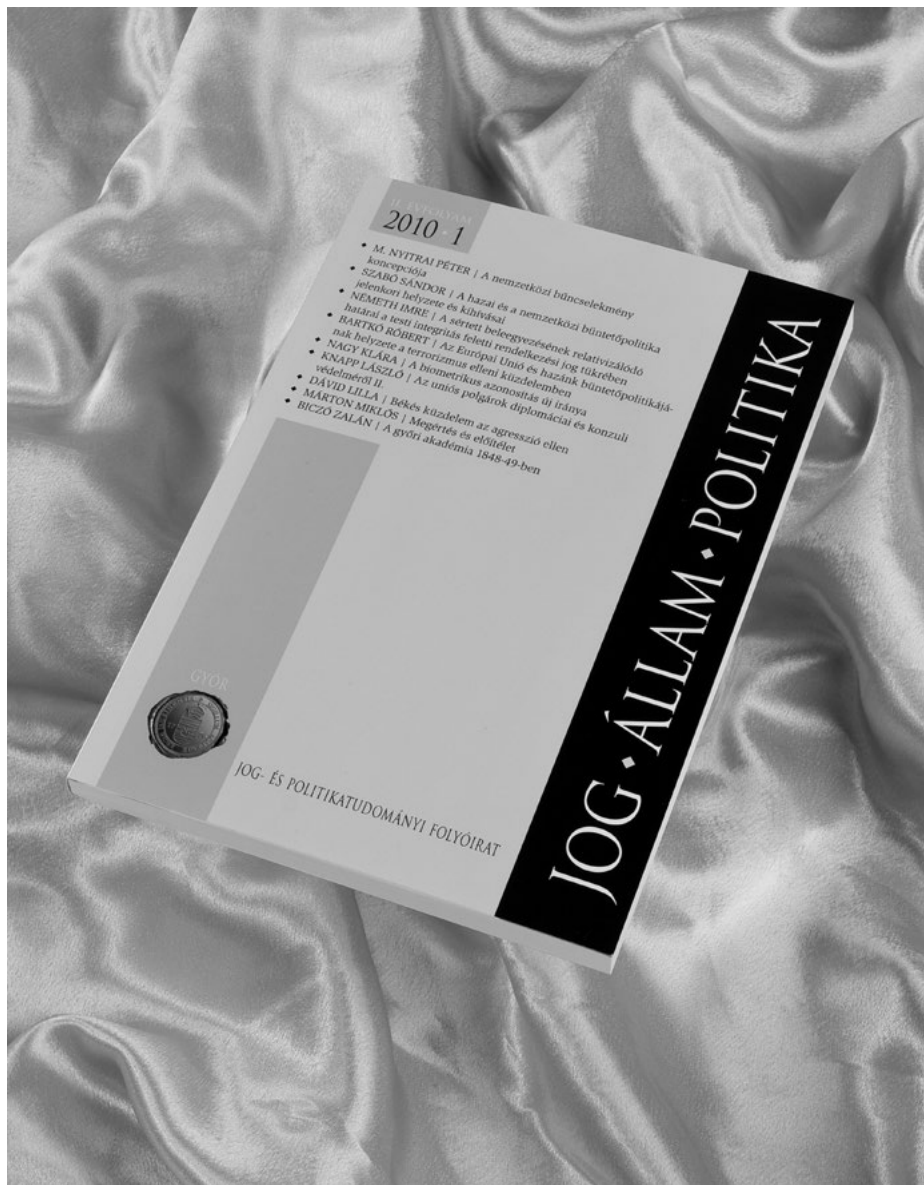 II. ÉVFOLYAM
2010 · 1
◆ M. NYITRAI PÉTER | A nemzetközi bűncselekmény
koncepciója
◆ SZABÓ SÁNDOR | A hazai és a nemzetközi büntetőpolitika
jelenkori helyzete és kihívásai
◆ NÉMETH IMRE | A sértett beleegyezésének relativizálódó
határai a testi integritás feletti rendelkezési jog tükrében
◆ BARTKÓ RÓBERT | Az Európai Unió és hazánk büntetőpolitikájá-
nak helyzete a terrorizmus elleni küzdelemben
◆ NAGY KLÁRA | A biometrikus azonosítás új iránya
◆ KNAPP LÁSZLÓ | Az uniós polgárok diplomáciai és konzuli
védelméről II.
◆ DÁVID LILLA | Békés küzdelem az agresszió ellen
◆ MÁRTON MIKLÓS | Megértés és előítélet
◆ BICZÓ ZALÁN | A győri akadémia 1848-49-ben
GYŐR
JOG- ÉS POLITIKATUDOMÁNYI FOLYÓIRAT
JOG ◆ ÁLLAM ◆ POLITIKA